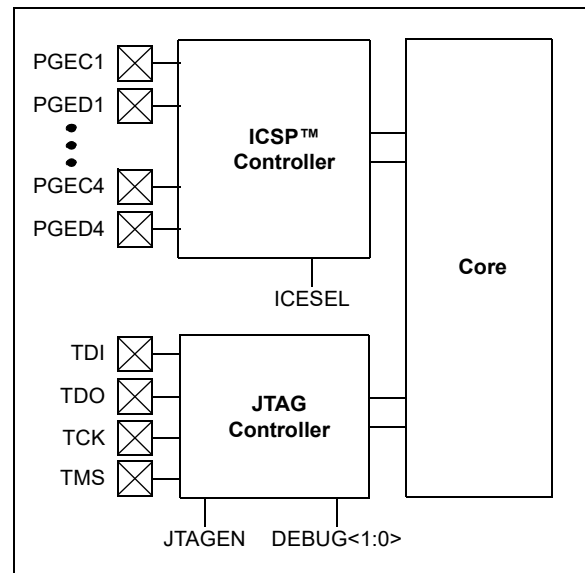 PGEC1
PGED1
ICSP™
Controller
PGEC4
PGED4
Core
ICESEL
TDI
TDO
JTAG
Controller
TCK
TMS
JTAGEN
DEBUG<1:0>